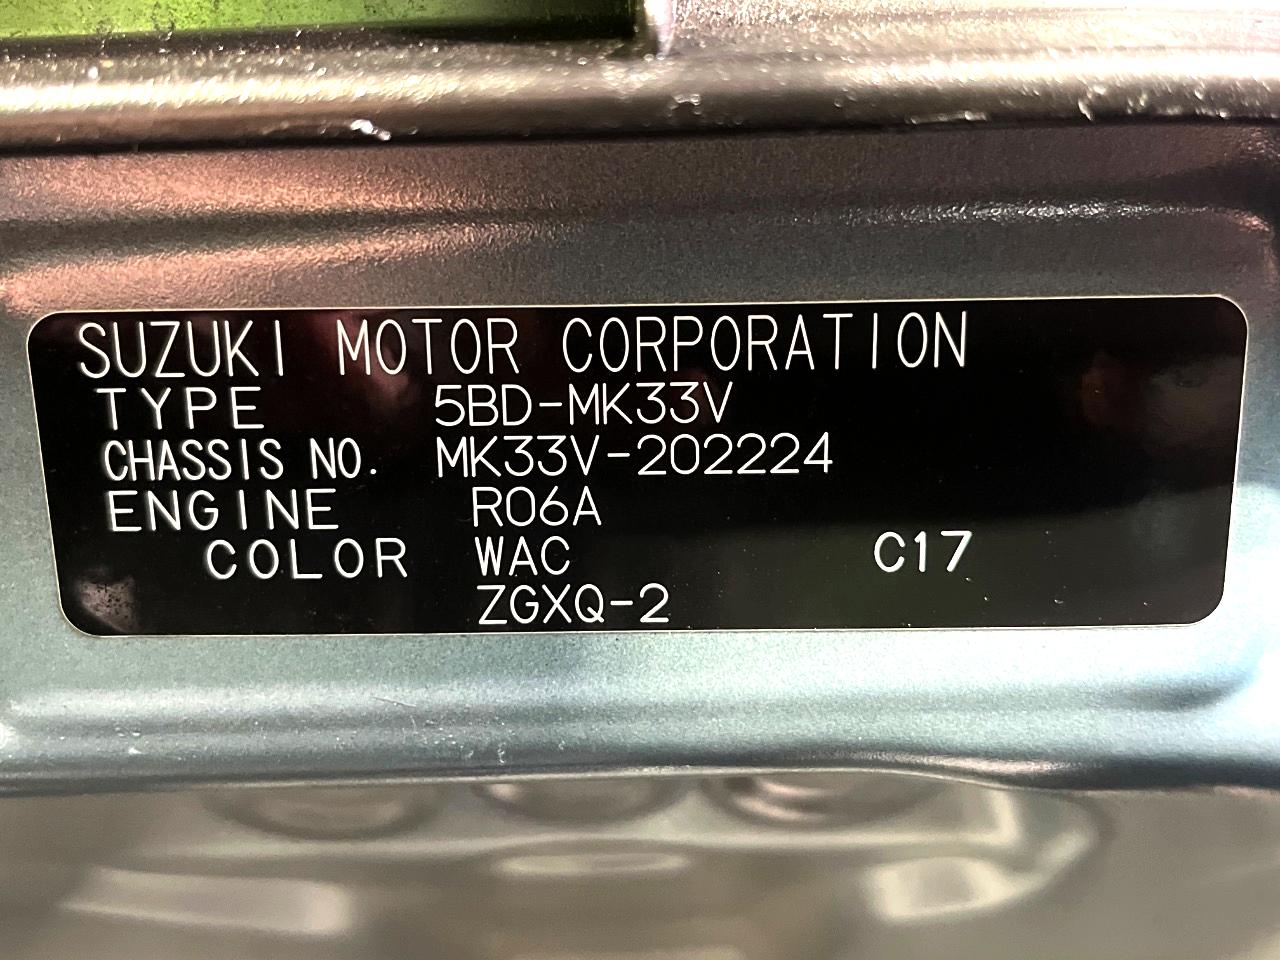 SUZUKI MOTOR CORPORATION
TYPE 5BD-MK33V
CHASSIS NO. MK33V-202224
ENGINE R06A
COLOR WAC C17
ZGXQ-2